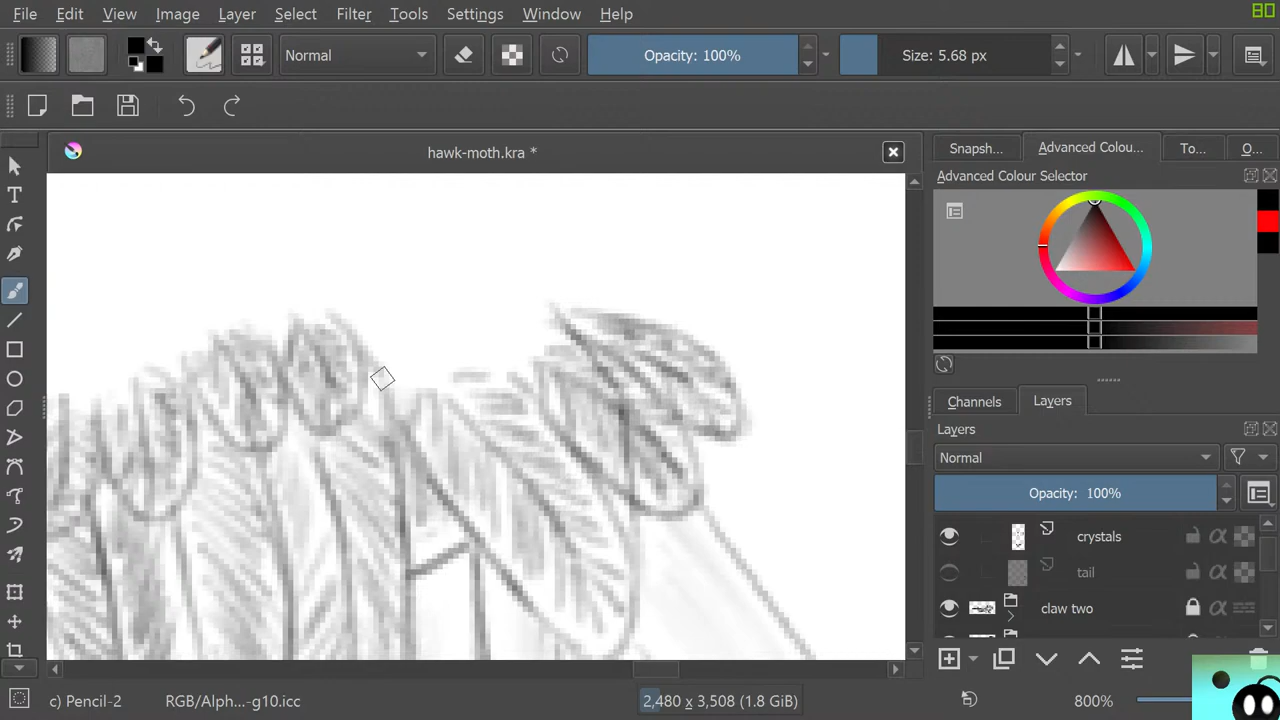 80
File Edit View Image Layer Select Filter Tools Settings Window Help
Normal Opacity: 100% Size: 5.68 px
hawk-moth.kra *
Snapsh... Advanced Colou... To... O...
Advanced Colour Selector
Channels Layers
Layers
Normal
Opacity: 100%
crystals
tail
claw two
c) Pencil-2 RGB/Alph...-g10.icc 2,480 x 3,508 (1.8 GiB) 800%